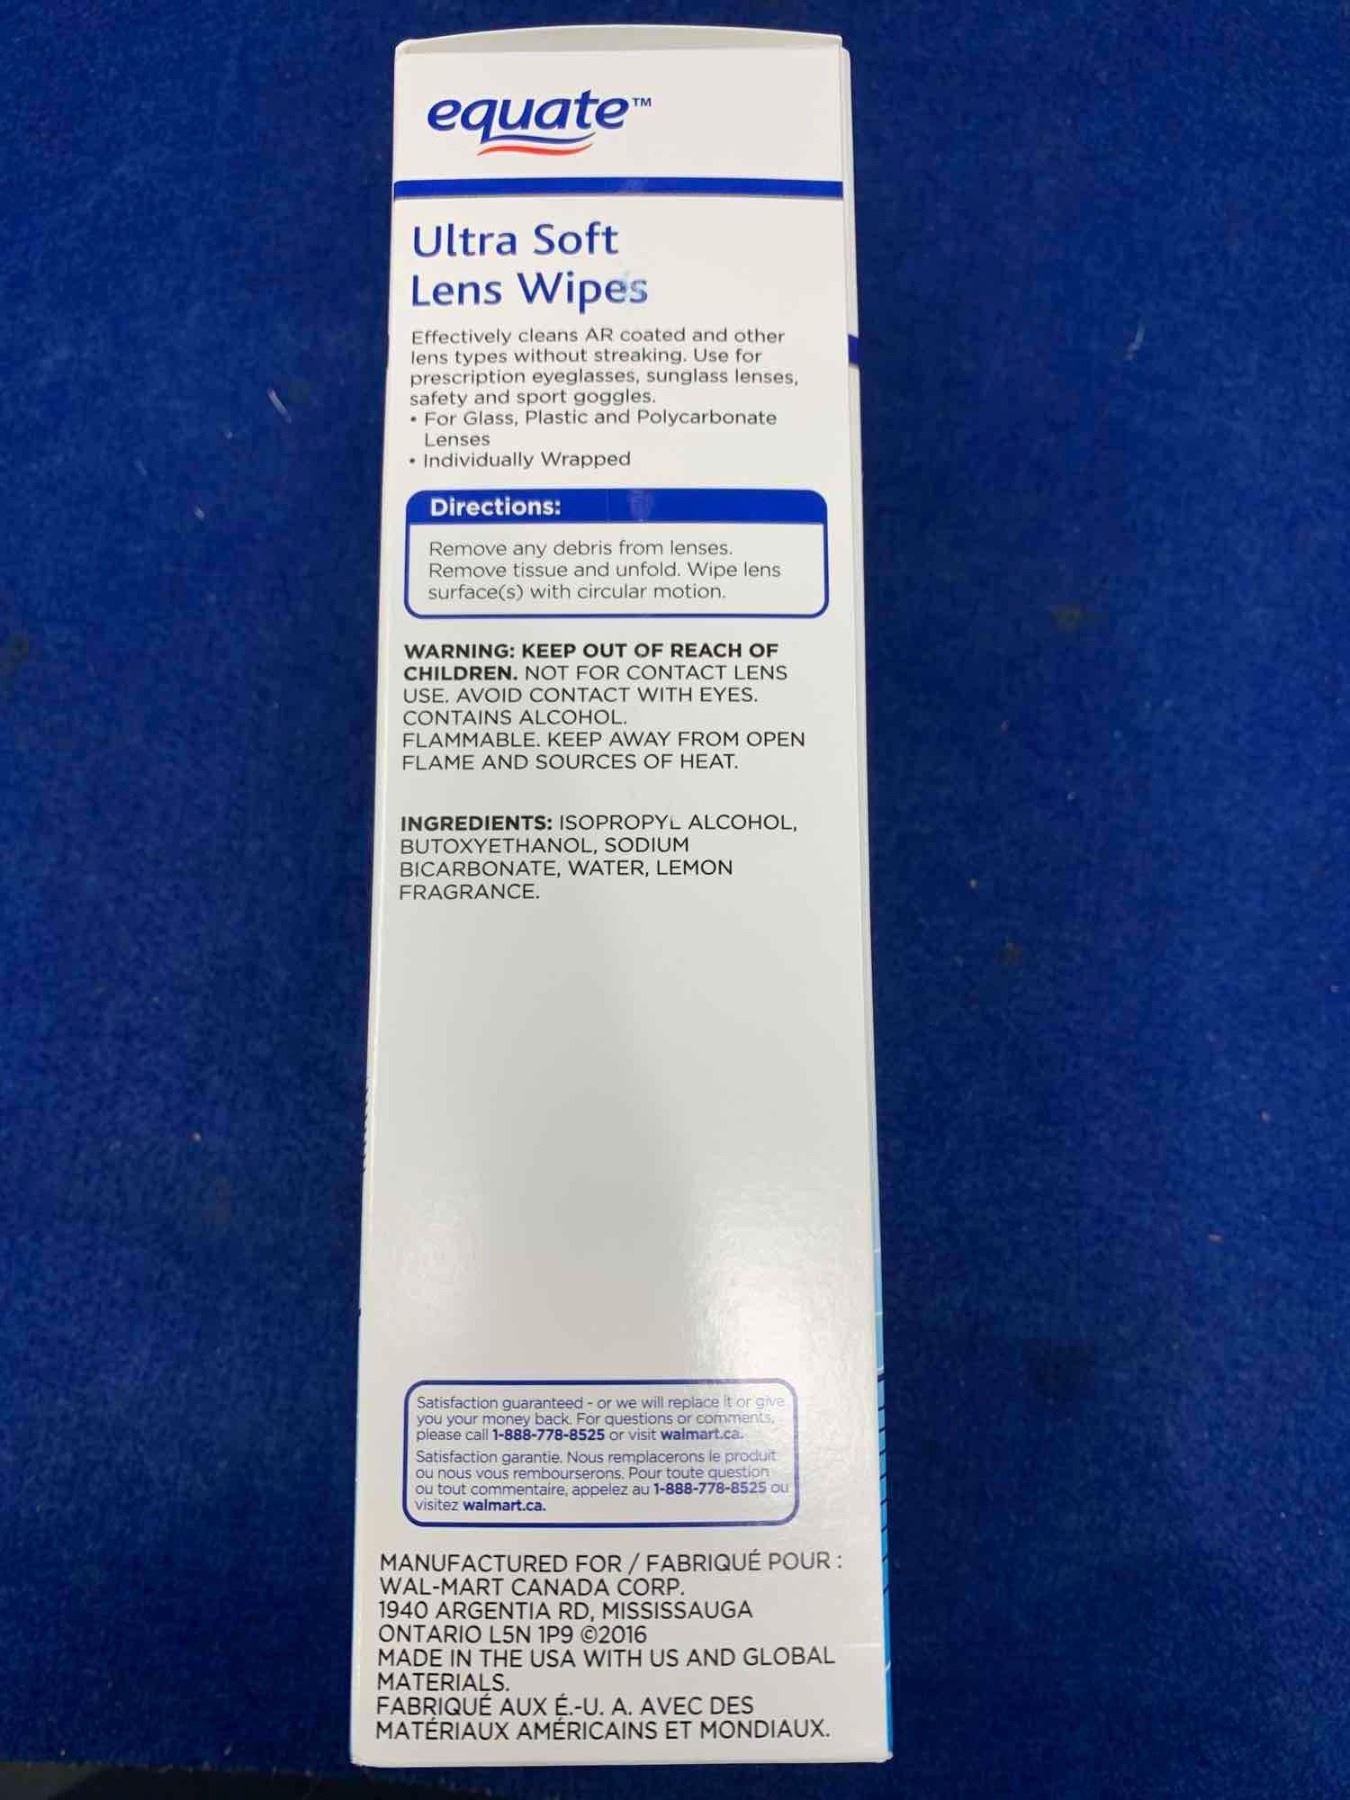 equate™
Ultra Soft
Lens Wipes
Effectively cleans AR coated and other
lens types without streaking. Use for
prescription eyeglasses, sunglass lenses,
safety and sport goggles.
• For Glass, Plastic and Polycarbonate
Lenses
• Individually Wrapped
Directions:
Remove any debris from lenses.
Remove tissue and unfold. Wipe lens
surface(s) with circular motion.
WARNING: KEEP OUT OF REACH OF
CHILDREN. NOT FOR CONTACT LENS
USE. AVOID CONTACT WITH EYES.
CONTAINS ALCOHOL.
FLAMMABLE. KEEP AWAY FROM OPEN
FLAME AND SOURCES OF HEAT.
INGREDIENTS: ISOPROPYL ALCOHOL,
BUTOXYETHANOL, SODIUM
BICARBONATE, WATER, LEMON
FRAGRANCE.
Satisfaction guaranteed - or we will replace it or give
you your money back. For questions or comments,
please call 1-888-778-8525 or visit walmart.ca.
Satisfaction garantie. Nous remplacerons le produit
ou nous vous rembourserons. Pour toute question
ou tout commentaire, appelez au 1-888-778-8525 ou
visitez walmart.ca.
MANUFACTURED FOR / FABRIQUÉ POUR :
WAL-MART CANADA CORP.
1940 ARGENTIA RD, MISSISSAUGA
ONTARIO L5N 1P9 ©2016
MADE IN THE USA WITH US AND GLOBAL
MATERIALS.
FABRIQUÉ AUX É.-U. A. AVEC DES
MATÉRIAUX AMÉRICAINS ET MONDIAUX.